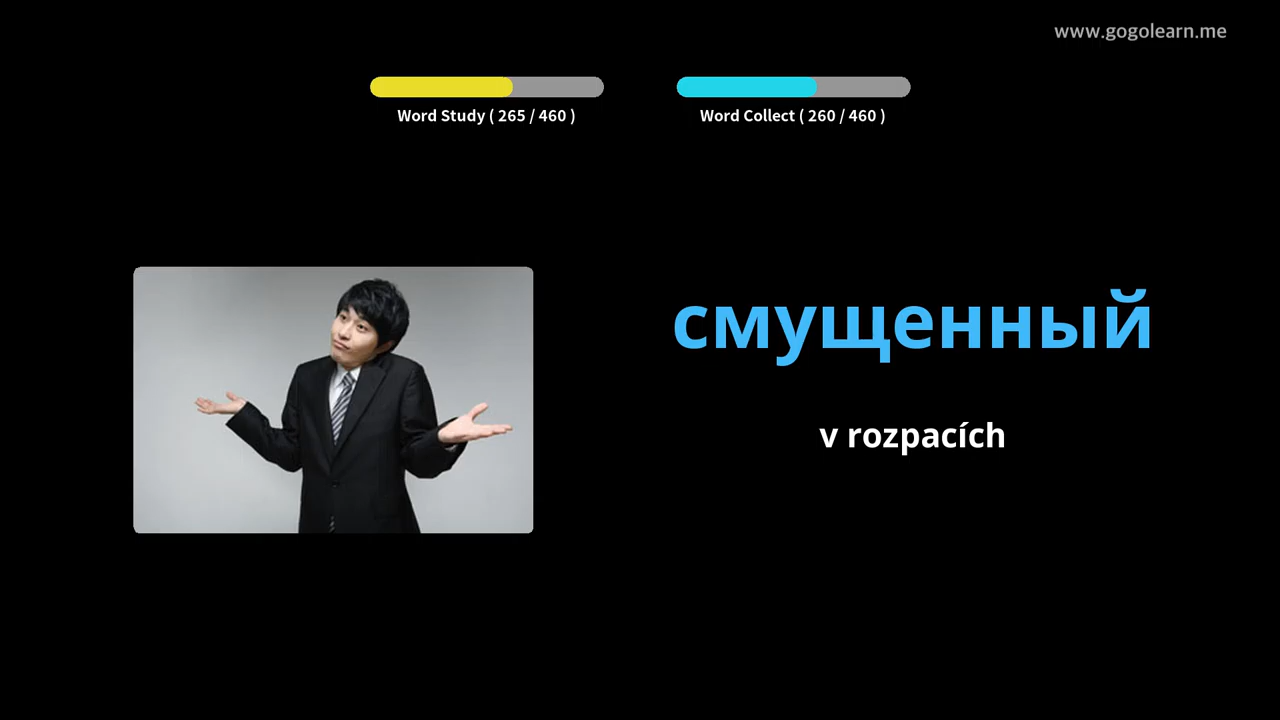 www.gogolearn.me
Word Study ( 265 / 460 )
Word Collect ( 260 / 460 )
смущенный
v rozpacích